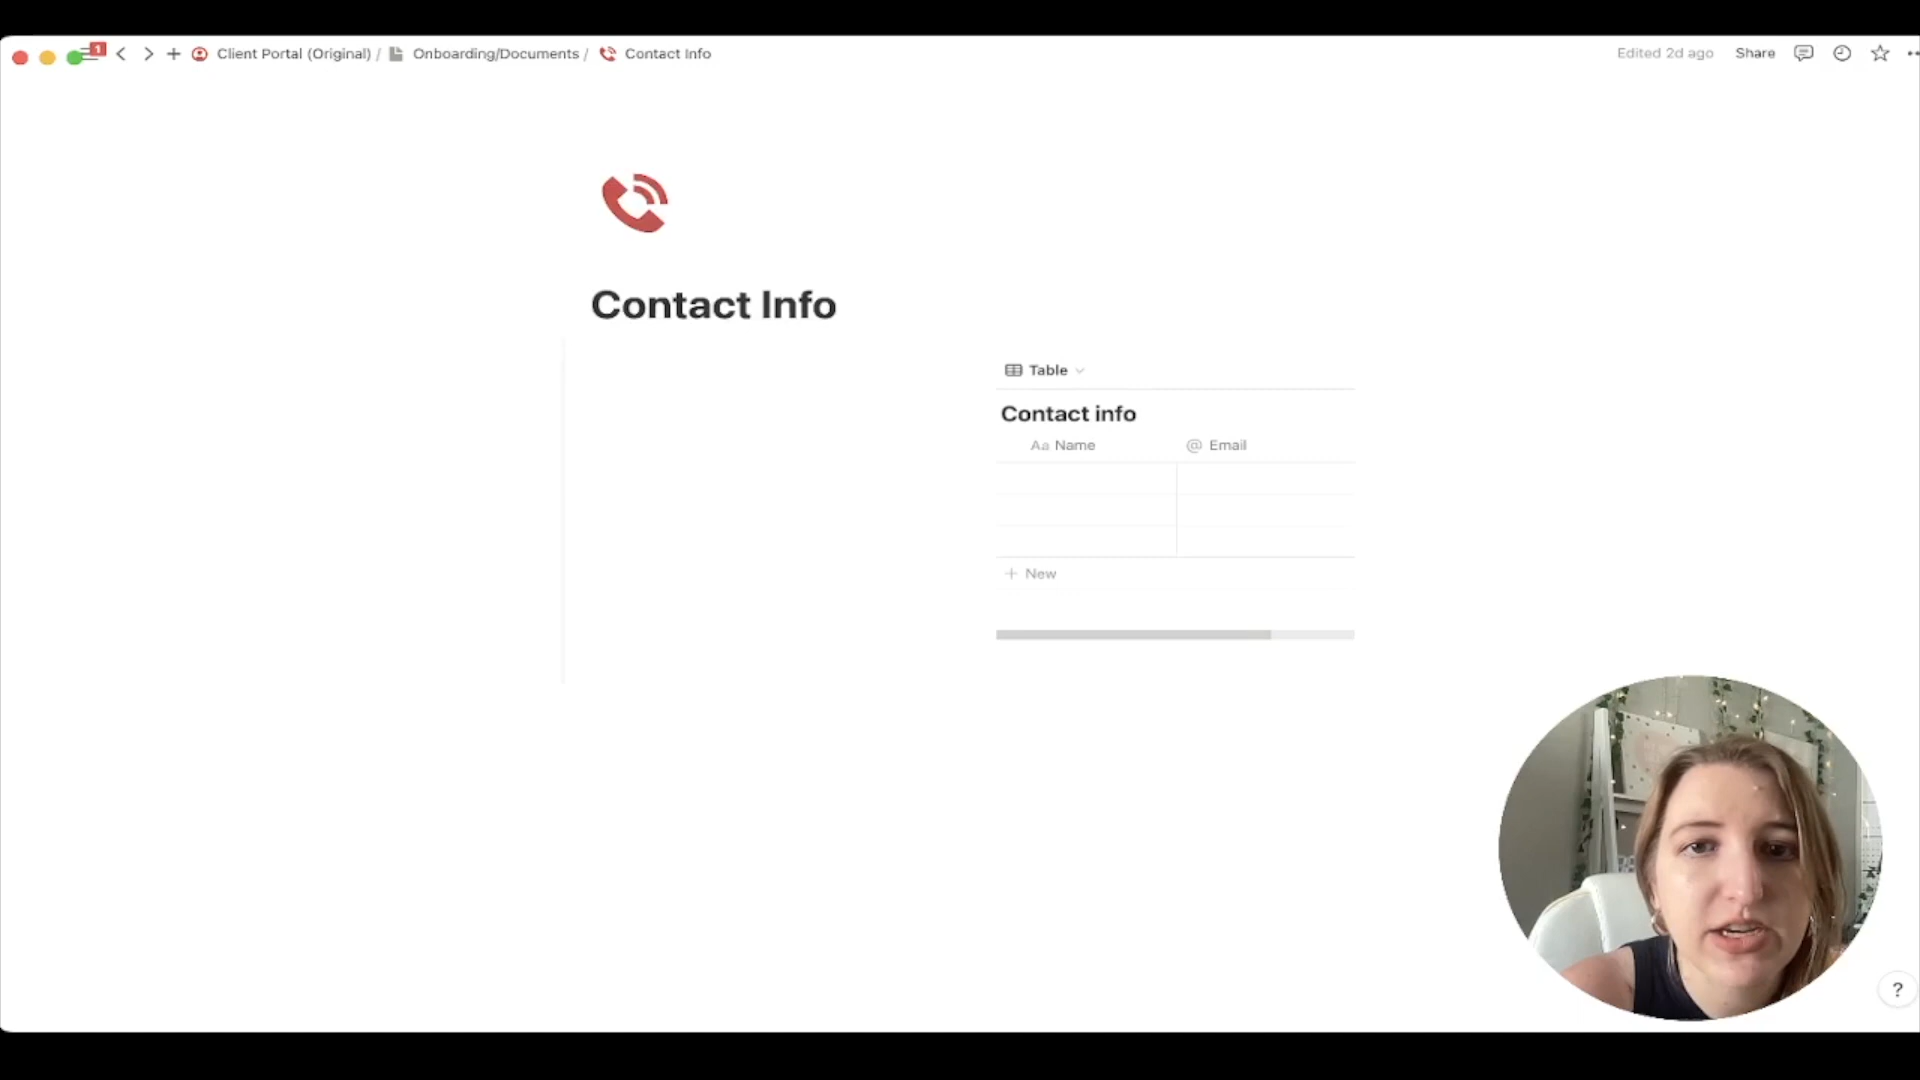 1
Client Portal (Original) / Onboarding/Documents / Contact Info
Edited 2d ago Share
Contact Info
Table
Contact info
Aa Name @ Email
+ New
?